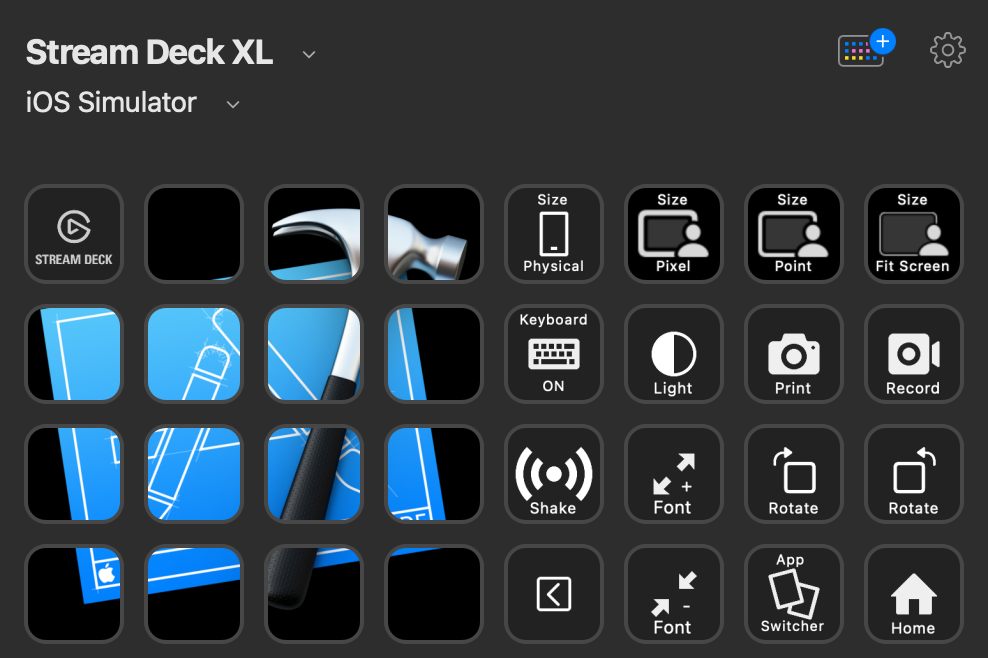 Stream Deck XL
iOS Simulator
STREAM DECK
Size
Physical
Size
Pixel
Size
Point
Size
Fit Screen
Keyboard
ON
Light
Print
Record
Shake
+
Font
Rotate
Rotate
-
Font
App
Switcher
Home